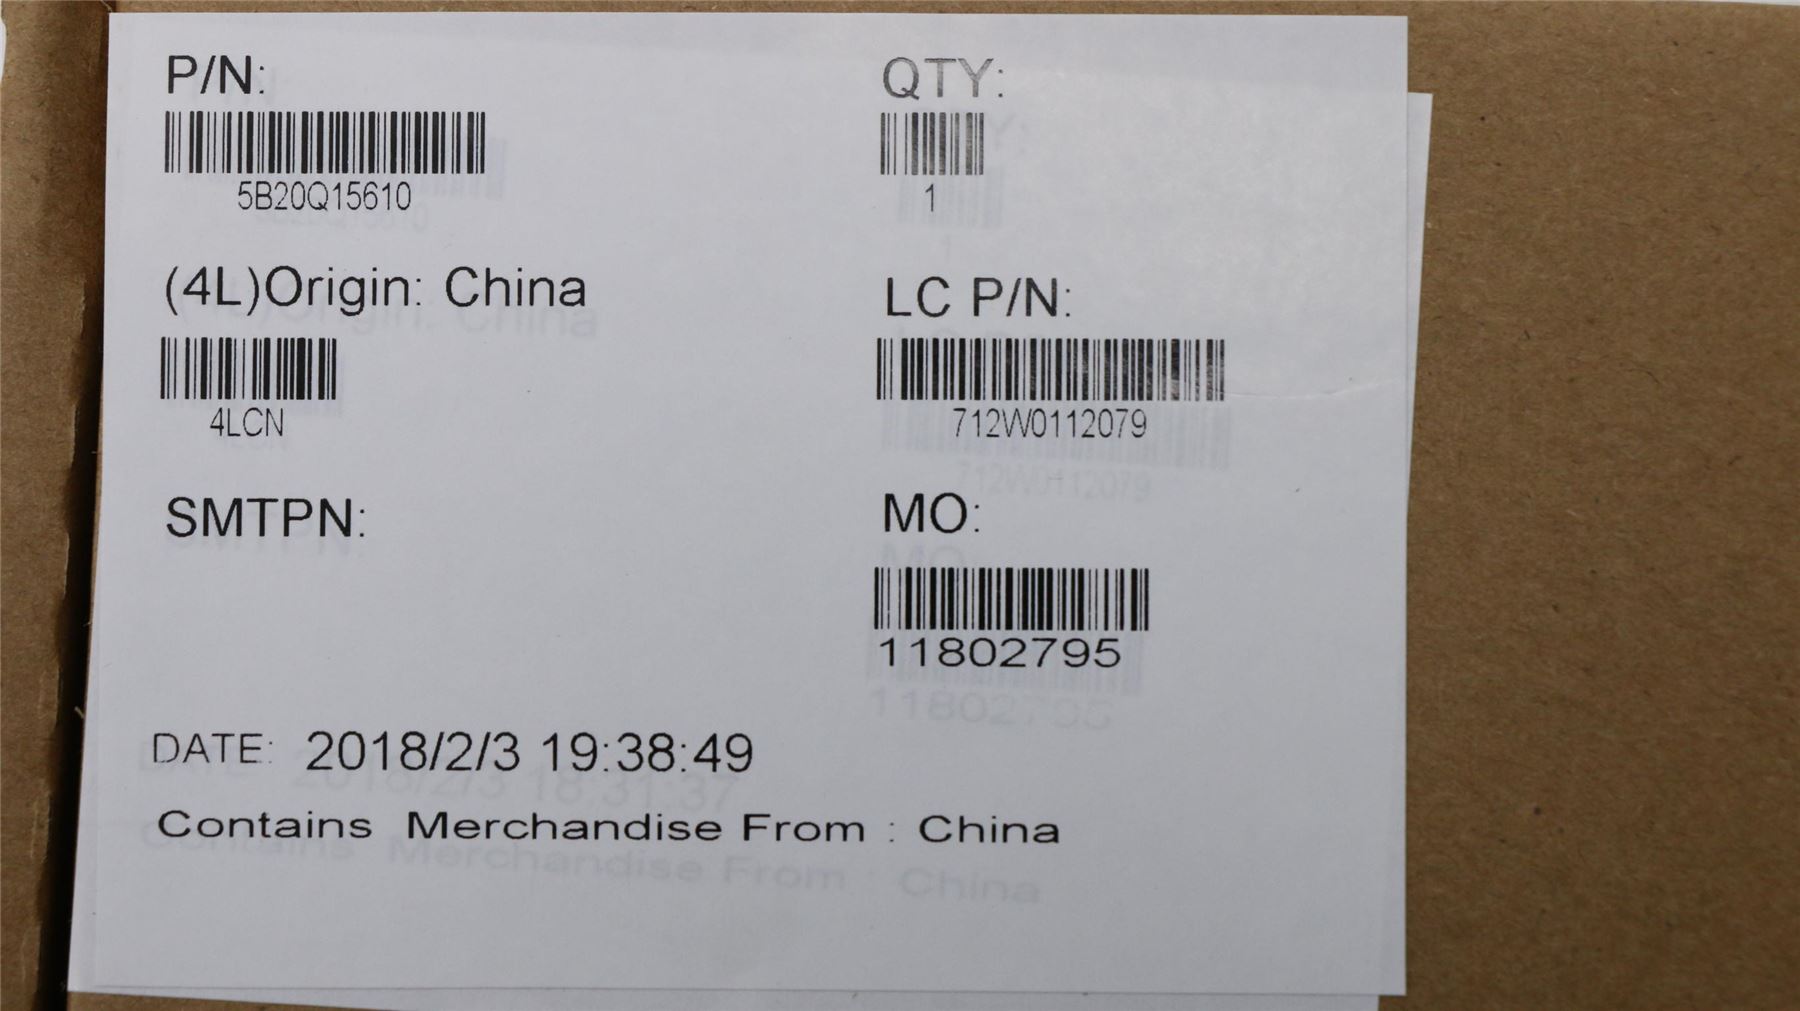 P/N:
5B20Q15610
QTY:
1
(4L)Origin: China
4LCN
LC P/N:
712W0112079
SMTPN:
MO:
11802795
DATE: 2018/2/3 19:38:49
Contains Merchandise From : China